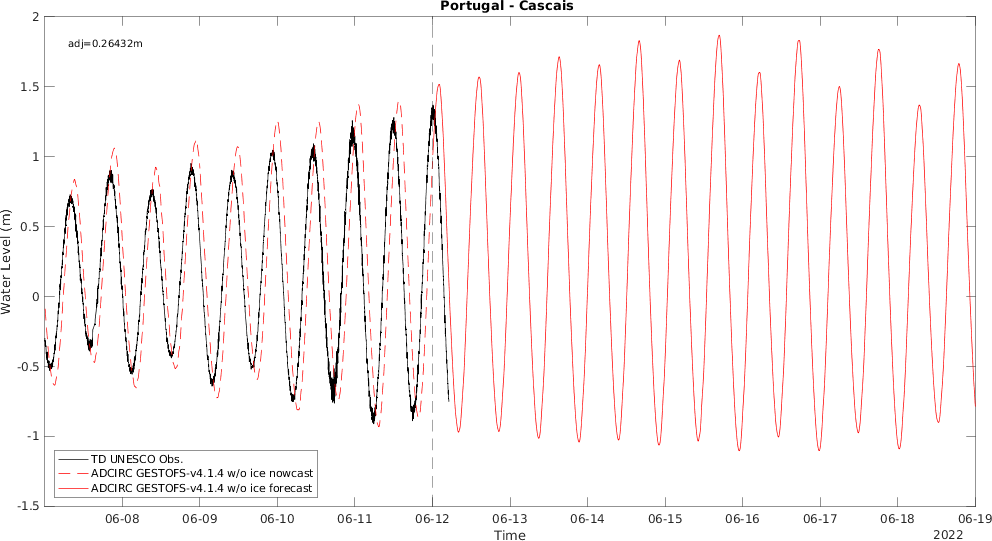 Portugal - Cascais
adj=0.26432m
Water Level (m)
2
1.5
1
0.5
0
-0.5
-1
-1.5
TD UNESCO Obs.
ADCIRC GESTOFS-v4.1.4 w/o ice nowcast
ADCIRC GESTOFS-v4.1.4 w/o ice forecast
06-08 06-09 06-10 06-11 06-12 06-13 06-14 06-15 06-16 06-17 06-18 06-19
Time
2022